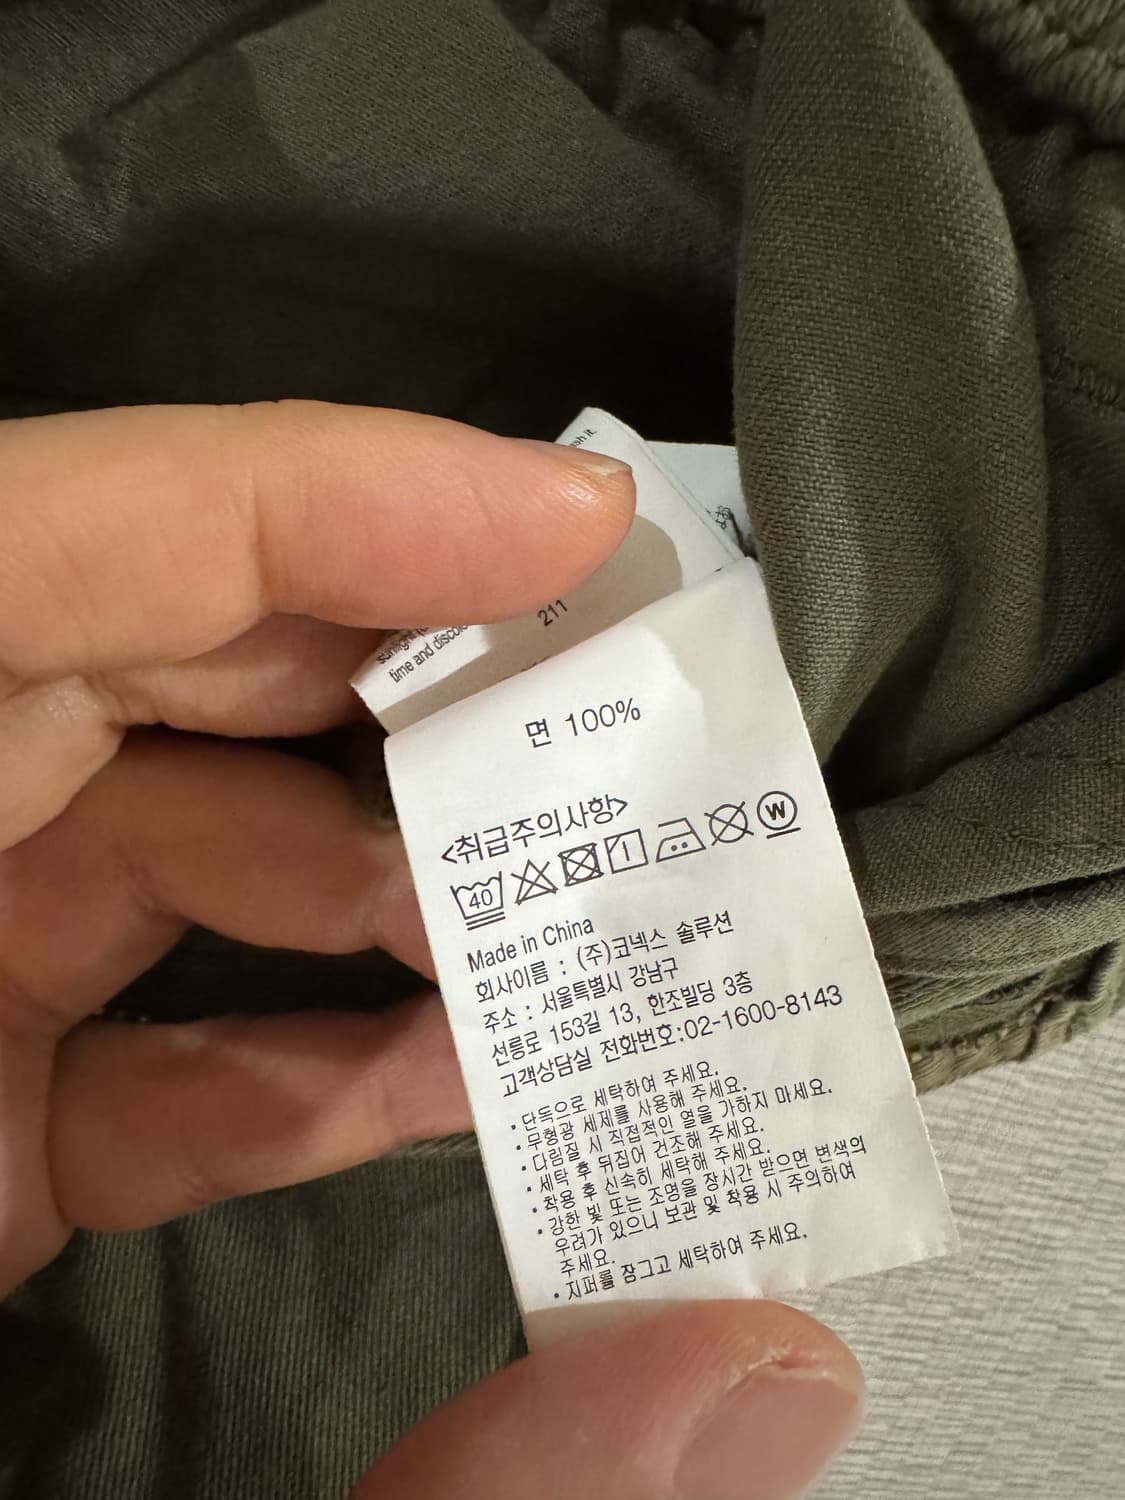 sh it.
211
time and
면 100%
<취급주의사항>
40
W
Made in China
회사이름 : (주)코넥스 솔루션
주소 : 서울특별시 강남구
선릉로 153길 13, 한조빌딩 3층
고객상담실 전화번호:02-1600-8143
• 단독으로 세탁하여 주세요.
• 무형광 세제를 사용해 주세요.
• 다림질 시 직접적인 열을 가하지 마세요.
• 세탁 후 뒤집어 건조해 주세요.
• 착용 후 신속히 세탁해 주세요.
• 강한 빛 또는 조명을 장시간 받으면 변색의
우려가 있으니 보관 및 착용 시 주의하여
주세요.
• 지퍼를 잠그고 세탁하여 주세요.